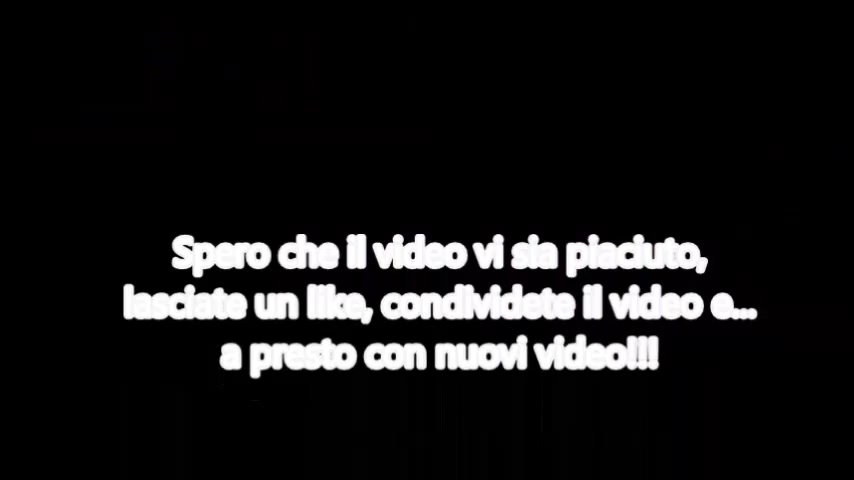 Spero che il video vi sia piaciuto,
lasciate un like, condividete il video e...
a presto con nuovi video!!!